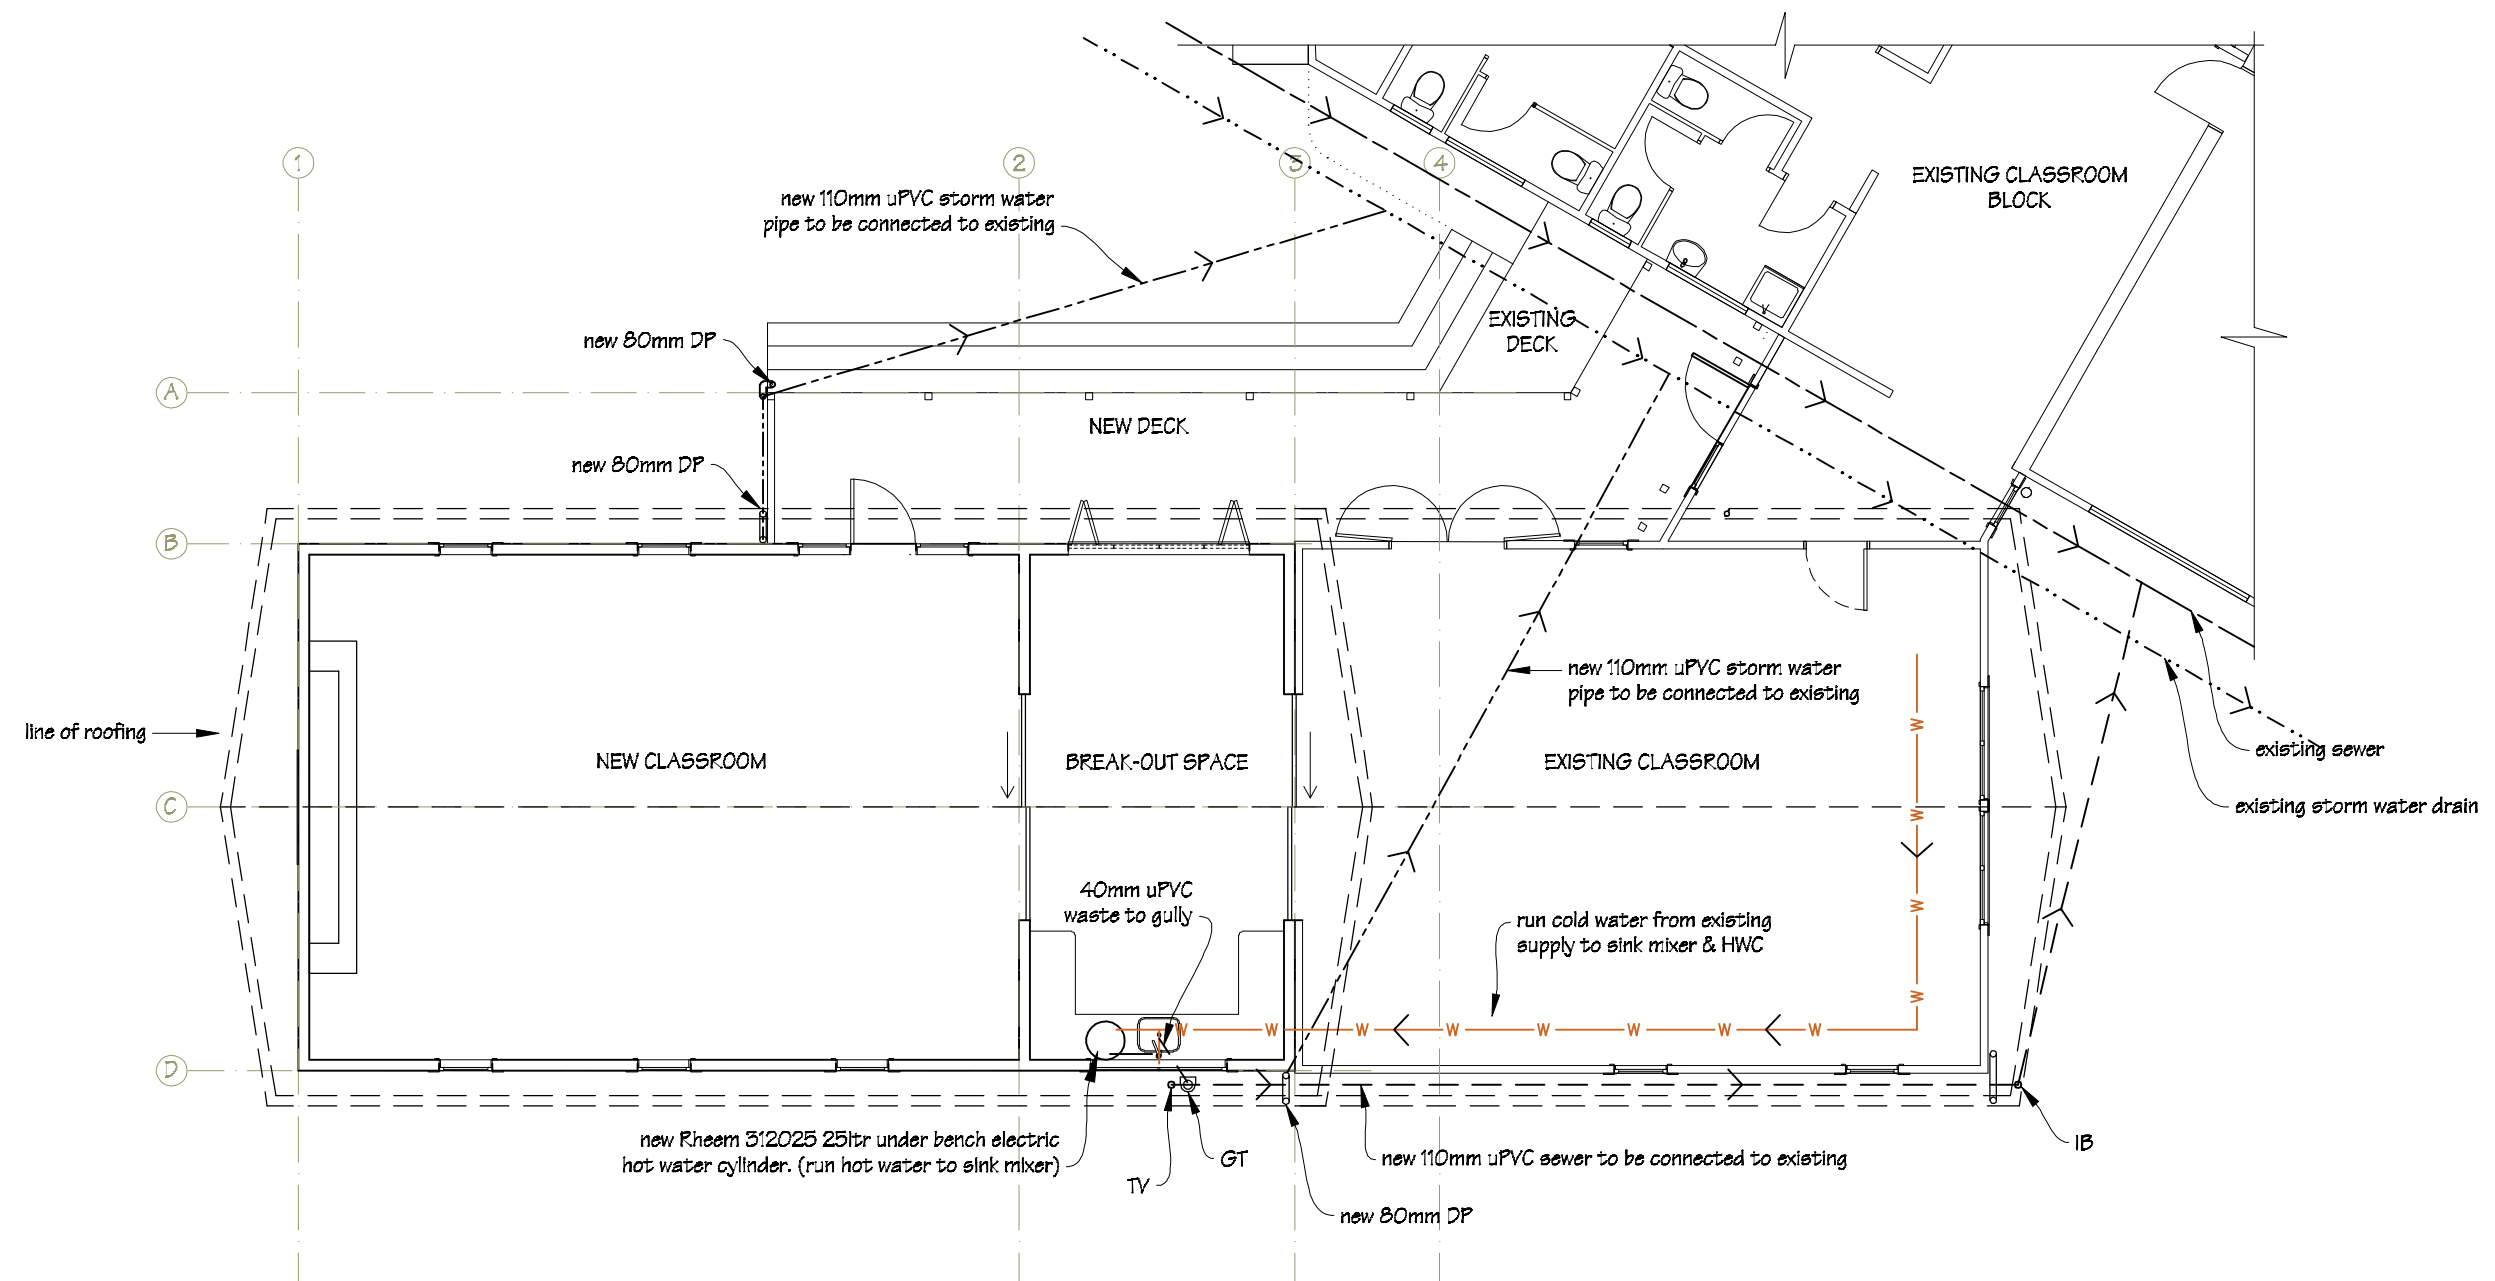 1
2
3
4
EXISTING CLASSROOM
BLOCK
new 110mm uPVC storm water
pipe to be connected to existing
EXISTING
DECK
new 80mm DP
A
NEW DECK
new 80mm DP
B
new 110mm uPVC storm water
pipe to be connected to existing
line of roofing
NEW CLASSROOM
BREAK-OUT SPACE
EXISTING CLASSROOM
existing sewer
existing storm water drain
C
W
W
W
W
40mm uPVC
waste to gully
run cold water from existing
supply to sink mixer & HWC
W W W W W W W W
D
new Rheem 312025 25ltr under bench electric
hot water cylinder. (run hot water to sink mixer)
GT
TV
new 110mm uPVC sewer to be connected to existing
IB
new 80mm DP